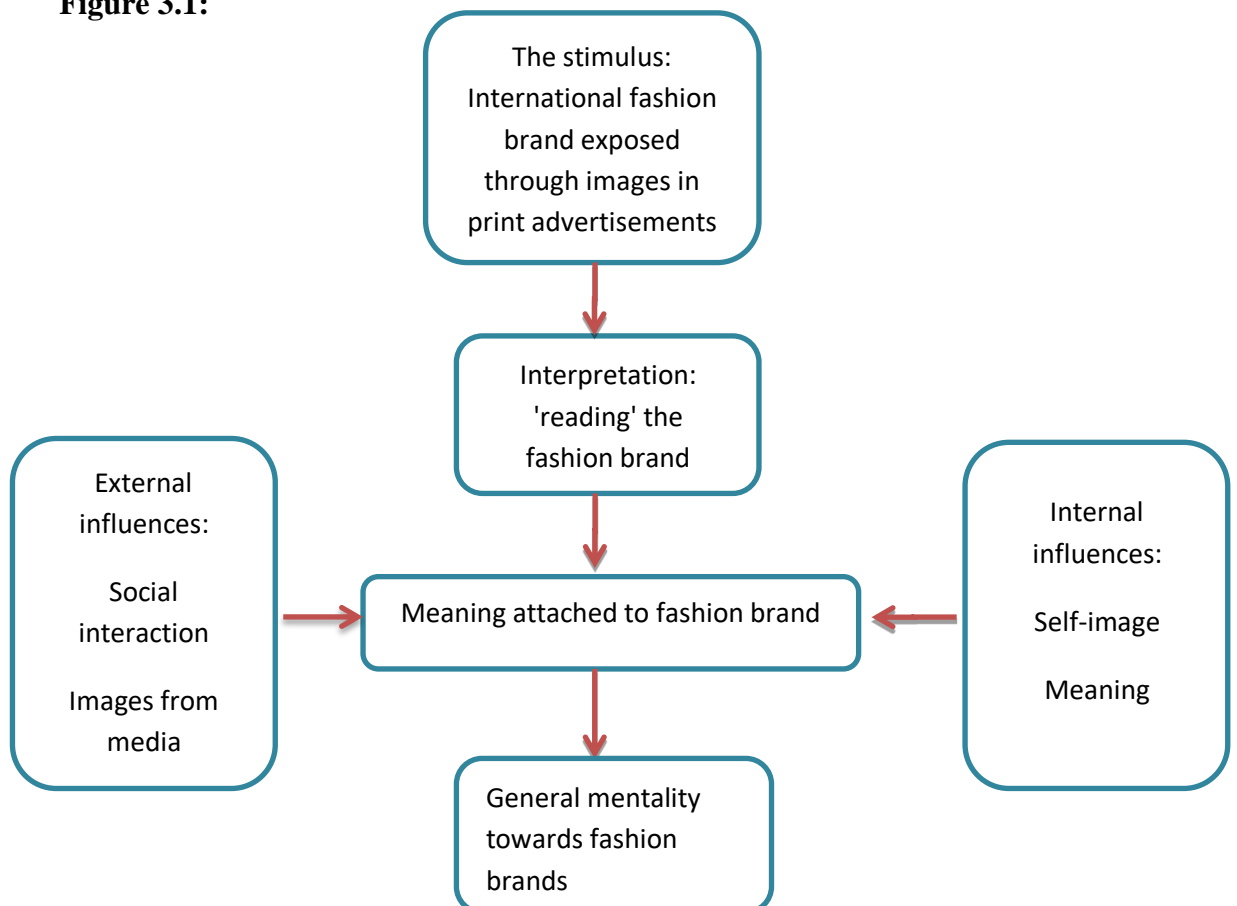 Figure 3.1:
The stimulus:
International fashion
brand exposed
through images in
print advertisements
Interpretation:
'reading' the
fashion brand
External
influences:
Social
interaction
Images from
media
Meaning attached to fashion brand
Internal
influences:
Self-image
Meaning
General mentality
towards fashion
brands